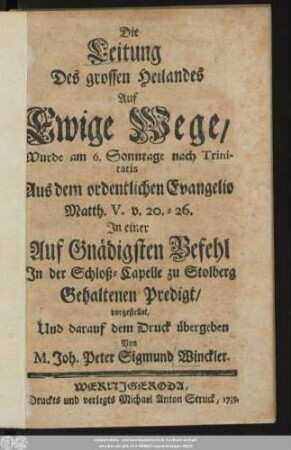 Die
Leitung
Des grossen Heilandes
Auf
Ewige Wege/
Wurde am 6. Sonntage nach Trini-
tatis
Aus dem ordentlichen Evangelio
Matth. V. v. 20.-26.
In einer
Auf Gnädigsten Befehl
In der Schloß-Capelle zu Stolberg
Gehaltenen Predigt/
vorgestellet,
Und darauf dem Druck übergeben
Von
M. Joh. Peter Sigmund Winckler.
WERNIGERODA,
Druckts und verlegts Michael Anton Struck, 1739.